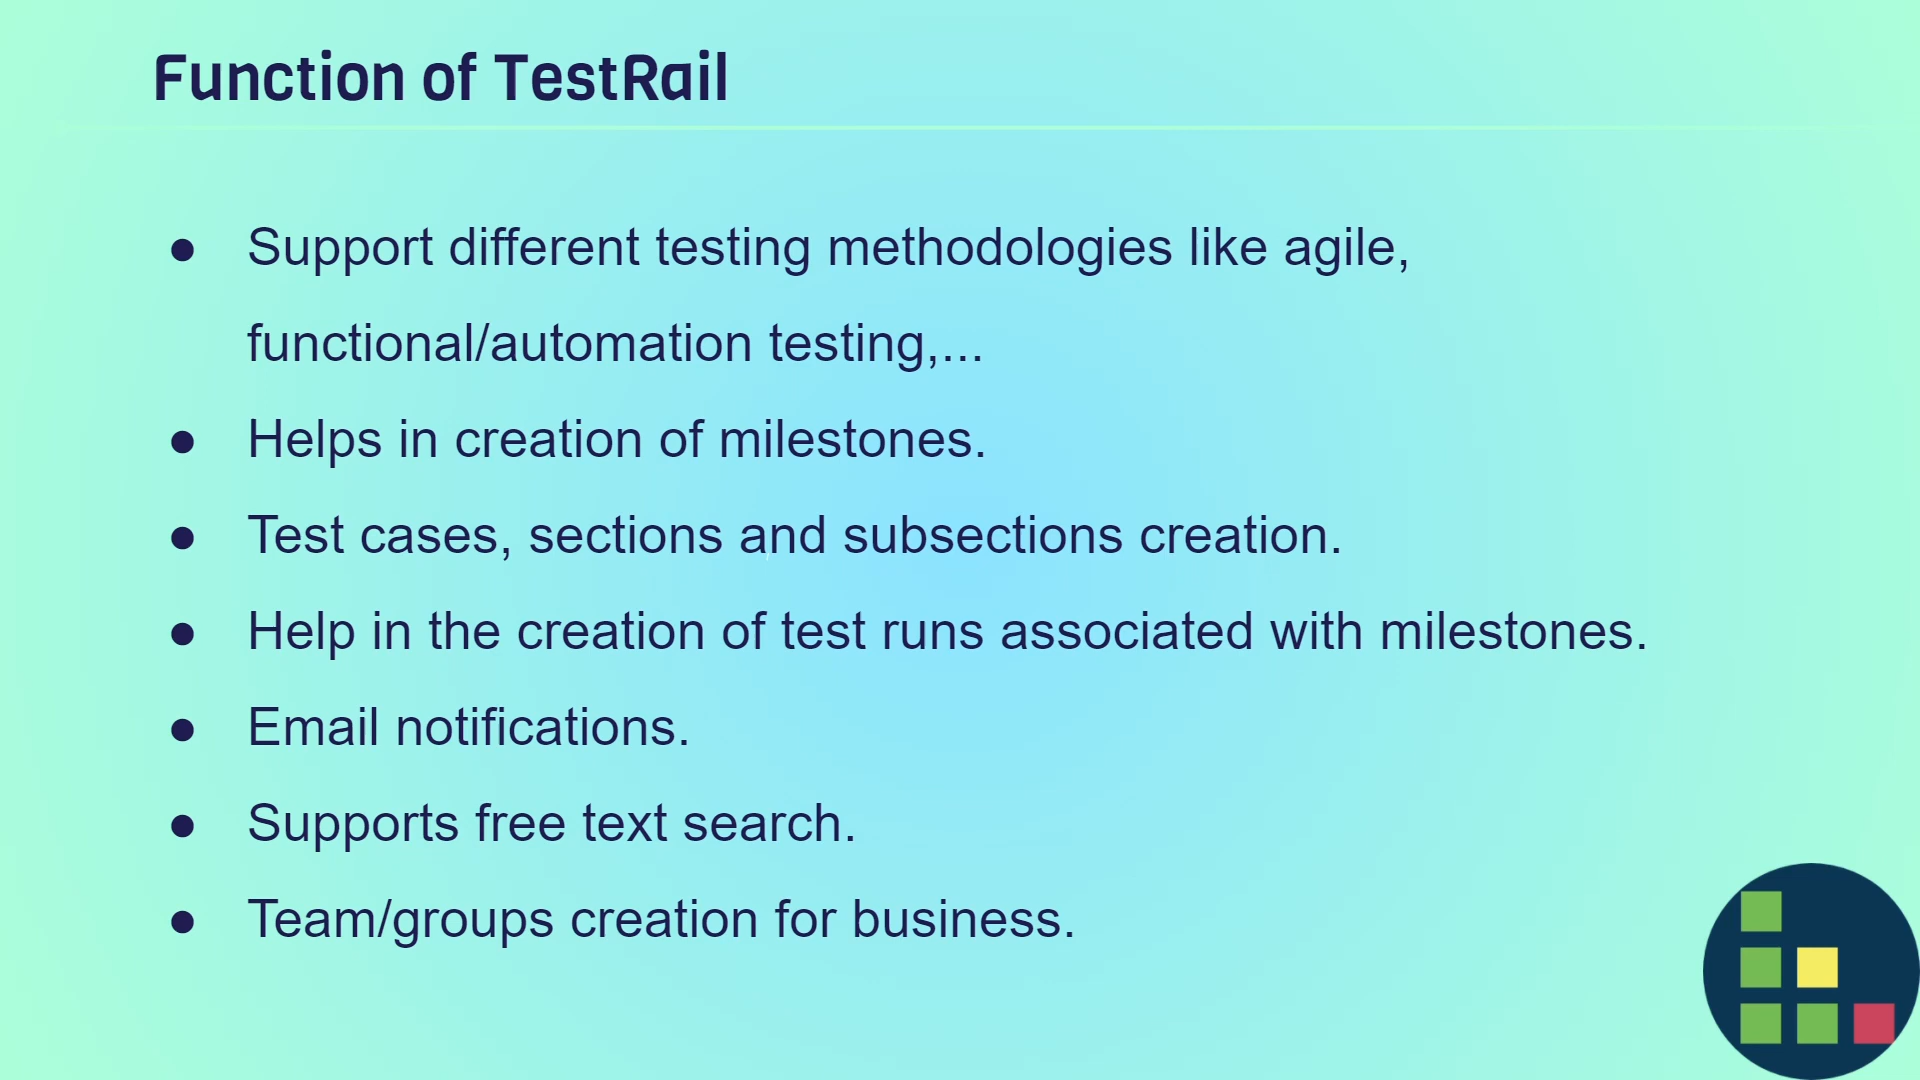 Function of TestRail
● Support different testing methodologies like agile,
functional/automation testing,...
● Helps in creation of milestones.
● Test cases, sections and subsections creation.
● Help in the creation of test runs associated with milestones.
● Email notifications.
● Supports free text search.
● Team/groups creation for business.